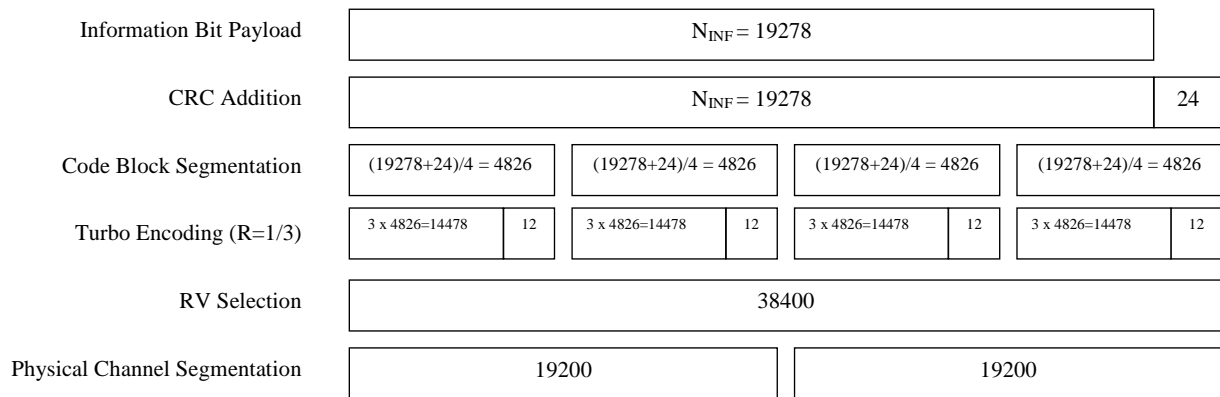 Information Bit Payload
N_INF = 19278
CRC Addition
N_INF = 19278
24
Code Block Segmentation
(19278+24)/4 = 4826
(19278+24)/4 = 4826
(19278+24)/4 = 4826
(19278+24)/4 = 4826
Turbo Encoding (R=1/3)
3 x 4826=14478
12
3 x 4826=14478
12
3 x 4826=14478
12
3 x 4826=14478
12
RV Selection
38400
Physical Channel Segmentation
19200
19200